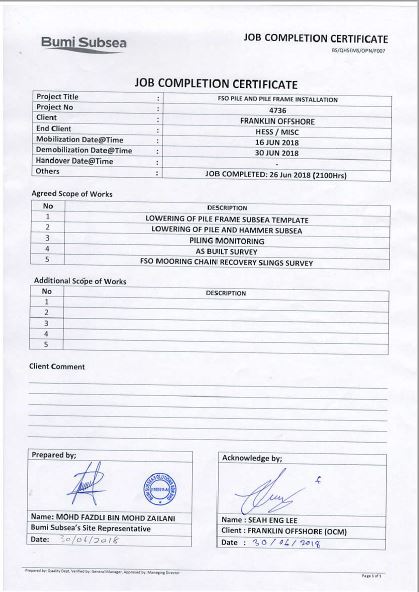 Bumi Subsea
JOB COMPLETION CERTIFICATE
BS/QHSEMS/OPN/F007
JOB COMPLETION CERTIFICATE
Project Title : FSO PILE AND PILE FRAME INSTALLATION
Project No : 4736
Client : FRANKLIN OFFSHORE
End Client : HESS / MISC
Mobilization Date@Time : 16 JUN 2018
Demobilization Date@Time : 30 JUN 2018
Handover Date@Time : -
Others : JOB COMPLETED: 26 Jun 2018 (2100Hrs)
Agreed Scope of Works
No DESCRIPTION
1 LOWERING OF PILE FRAME SUBSEA TEMPLATE
2 LOWERING OF PILE AND HAMMER SUBSEA
3 PILING MONITORING
4 AS BUILT SURVEY
5 FSO MOORING CHAIN RECOVERY SLINGS SURVEY
Additional Scope of Works
No DESCRIPTION
1
2
3
4
5
Client Comment
Prepared by;
Name: MOHD FAZDLI BIN MOHD ZAILANI
Bumi Subsea's Site Representative
Date: 30/06/2018
Acknowledge by;
Name : SEAH ENG LEE
Client : FRANKLIN OFFSHORE (OCM)
Date : 30/06/2018
Prepared by: Quality Dept, Verified by: General Manager, Approved by: Managing Director
Page 1 of 1